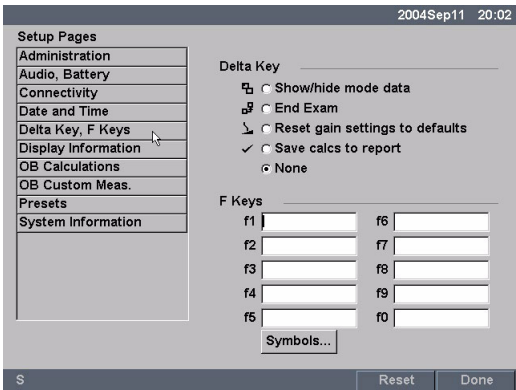 2004Sep11 20:02
Setup Pages
Administration
Audio, Battery
Connectivity
Date and Time
Delta Key, F Keys
Display Information
OB Calculations
OB Custom Meas.
Presets
System Information
Delta Key
Show/hide mode data
End Exam
Reset gain settings to defaults
Save calcs to report
None
F Keys
f1 f6
f2 f7
f3 f8
f4 f9
f5 f0
Symbols...
S Reset Done